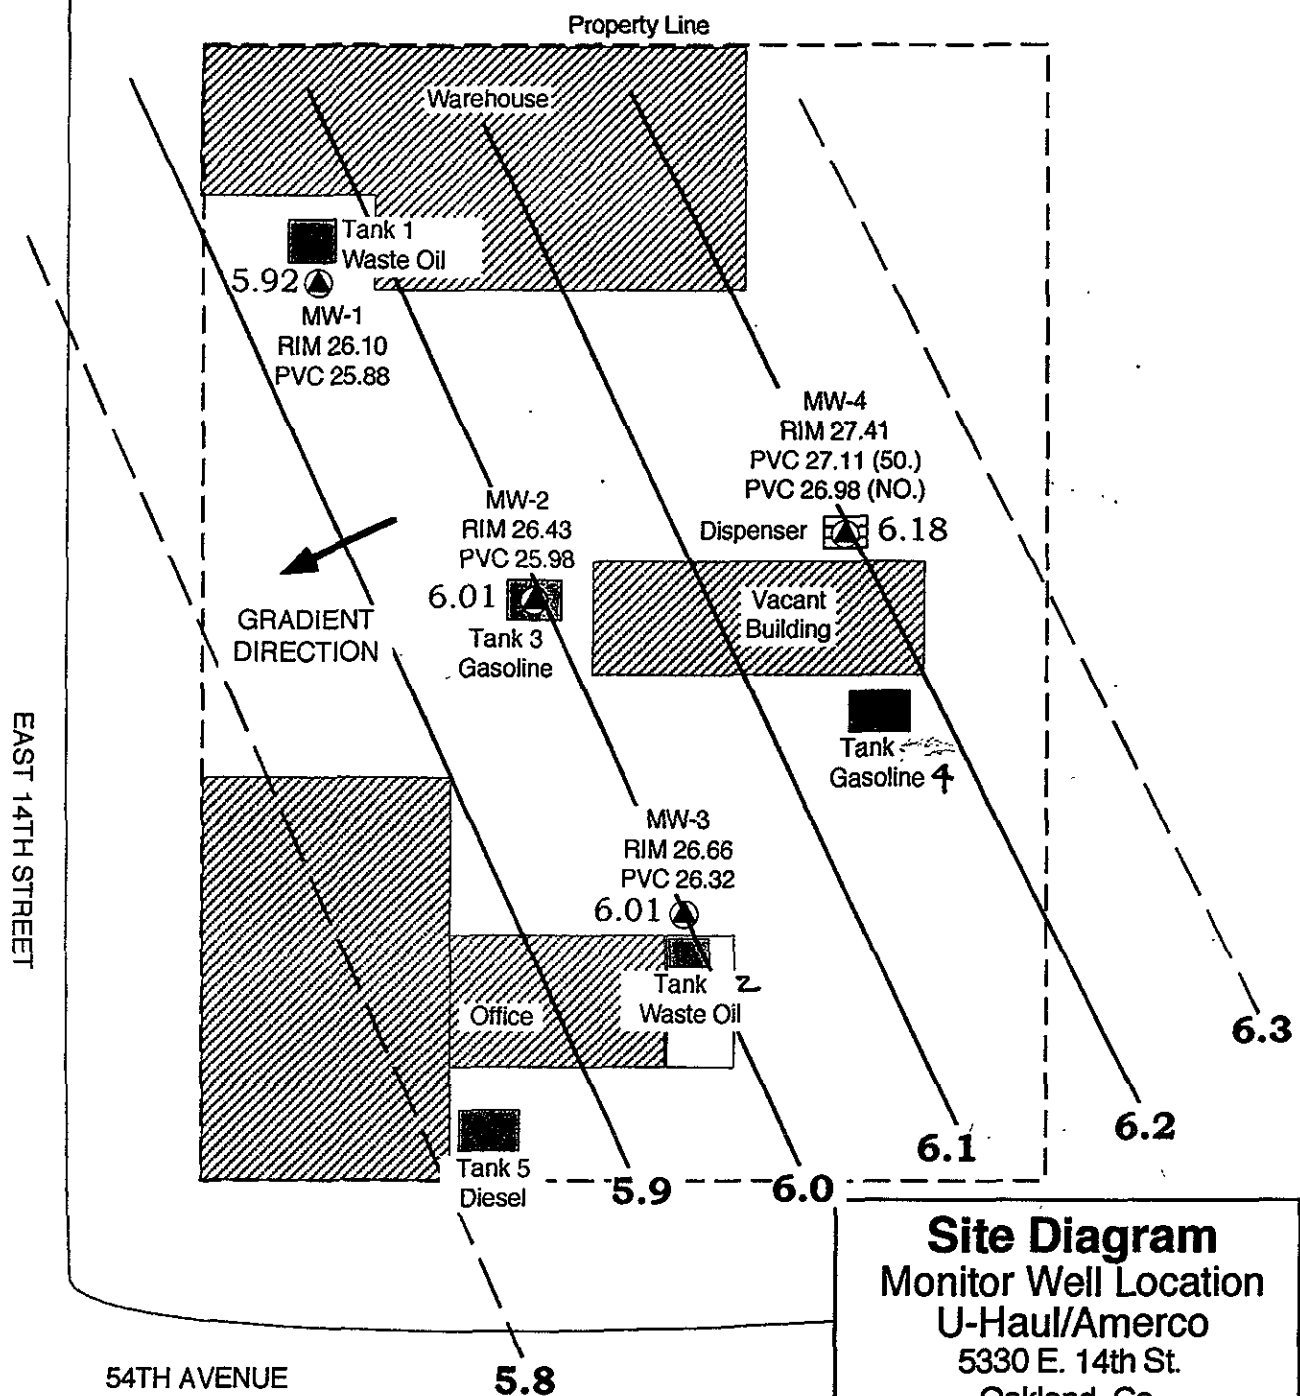 Property Line
Warehouse
Tank 1
Waste Oil
5.92
MW-1
RIM 26.10
PVC 25.88
MW-4
RIM 27.41
PVC 27.11 (50.)
PVC 26.98 (NO.)
Dispenser
6.18
MW-2
RIM 26.43
PVC 25.98
6.01
Tank 3
Gasoline
GRADIENT
DIRECTION
Vacant
Building
Tank
Gasoline 4
EAST 14TH STREET
MW-3
RIM 26.66
PVC 26.32
6.01
Tank 2
Waste Oil
Office
6.3
6.2
6.1
Tank 5
Diesel
5.9
6.0
5.8
54TH AVENUE
Site Diagram
Monitor Well Location
U-Haul/Amerco
5330 E. 14th St.
Oakland, Ca